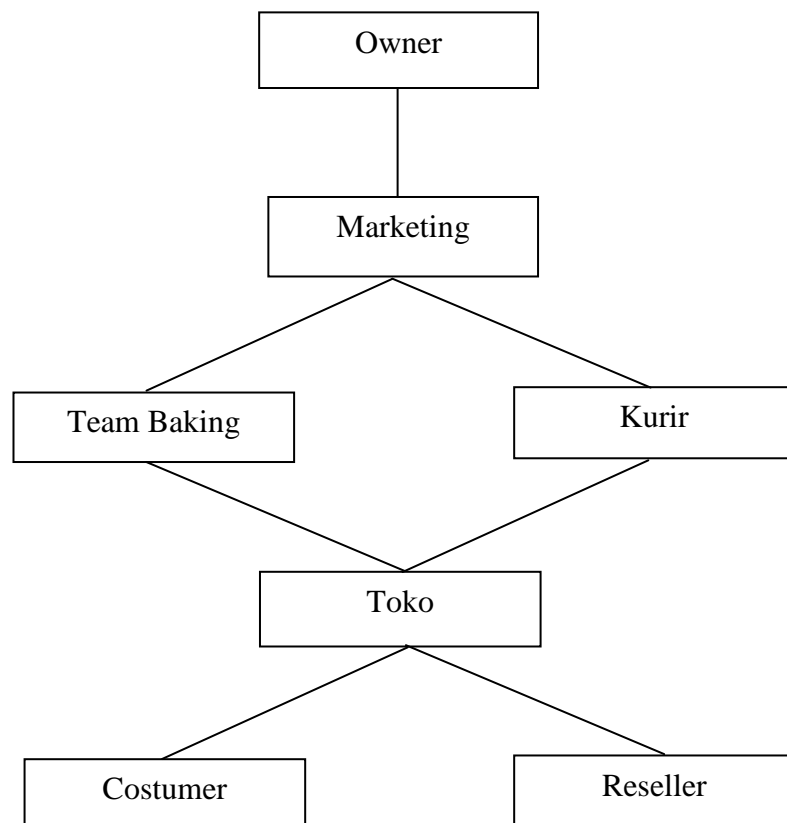 Owner
Marketing
Team Baking
Kurir
Toko
Costumer
Reseller